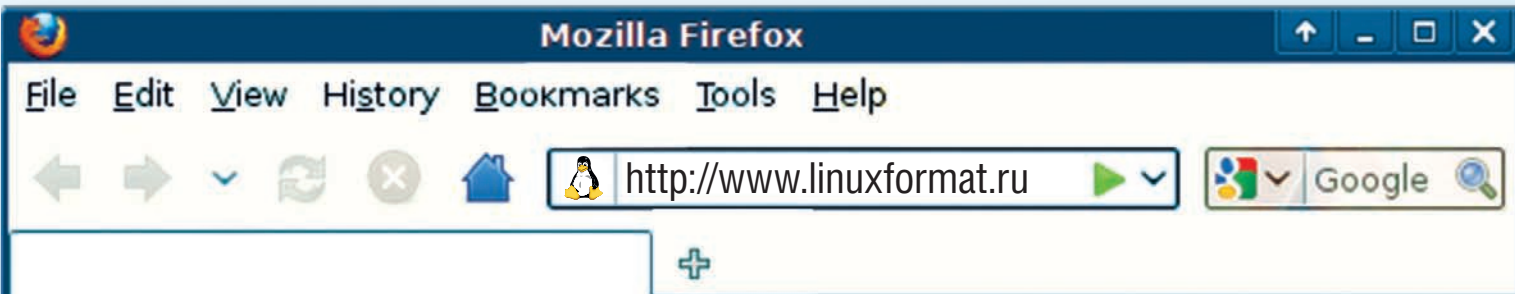 Mozilla Firefox
File Edit View History Bookmarks Tools Help
http://www.linuxformat.ru Google